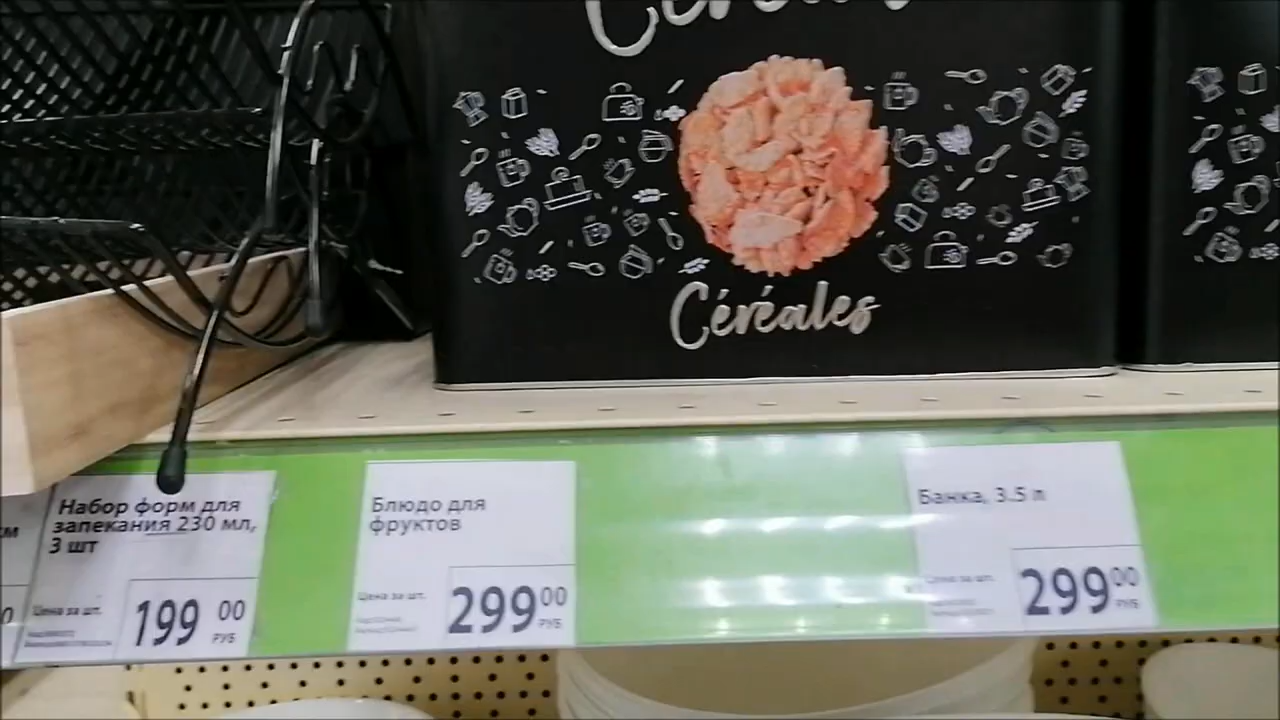 Céréales
Набор форм для
запекания 230 мл,
3 шт
Цена за шт.
199 00
РУБ
Блюдо для
фруктов
Цена за шт.
299 00
РУБ
Банка, 3.5 л
Цена за шт.
299 00
РУБ